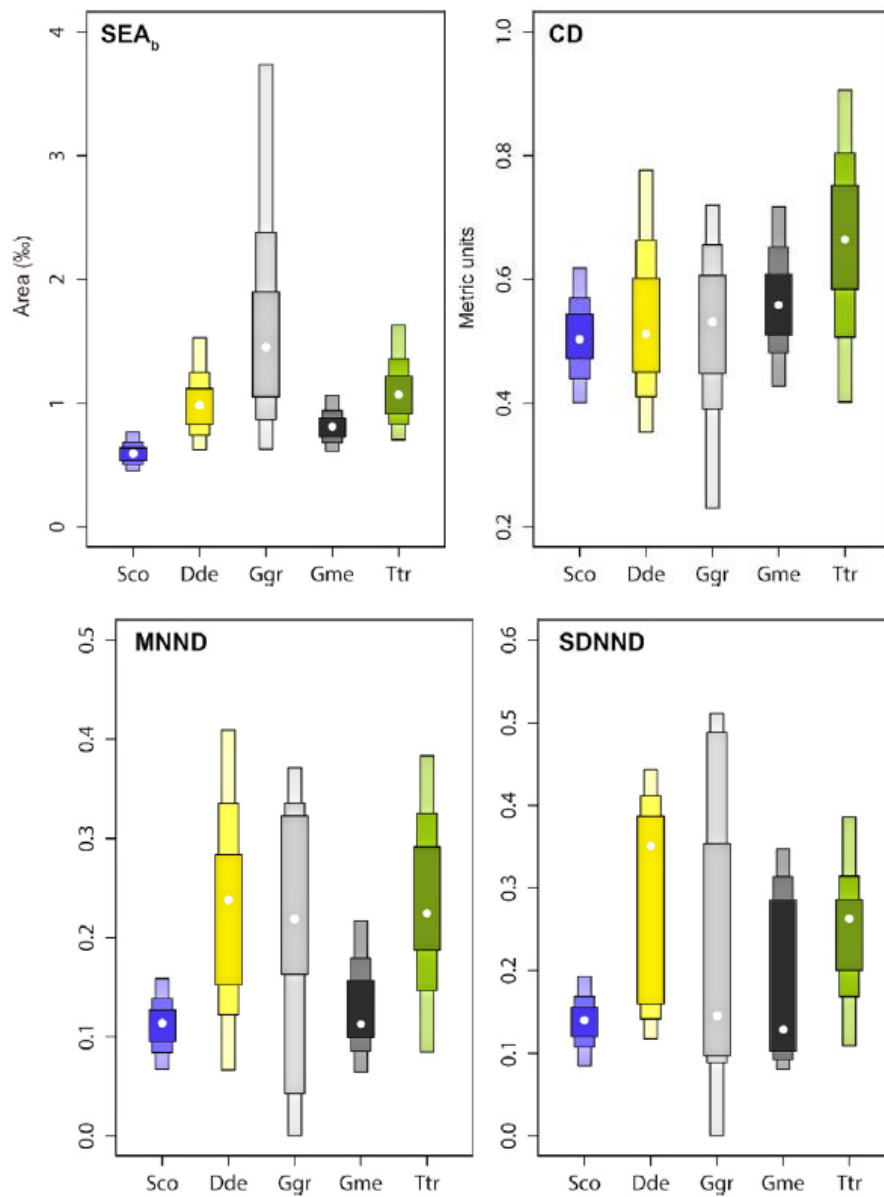 SEAb
Area (‰)
4
3
2
1
0
Sco Dde Ggr Gme Ttr
CD
Metric units
1.0
0.8
0.6
0.4
0.2
Sco Dde Ggr Gme Ttr
MNND
0.5
0.4
0.3
0.2
0.1
0.0
Sco Dde Ggr Gme Ttr
SDNND
0.6
0.5
0.4
0.3
0.2
0.1
0.0
Sco Dde Ggr Gme Ttr